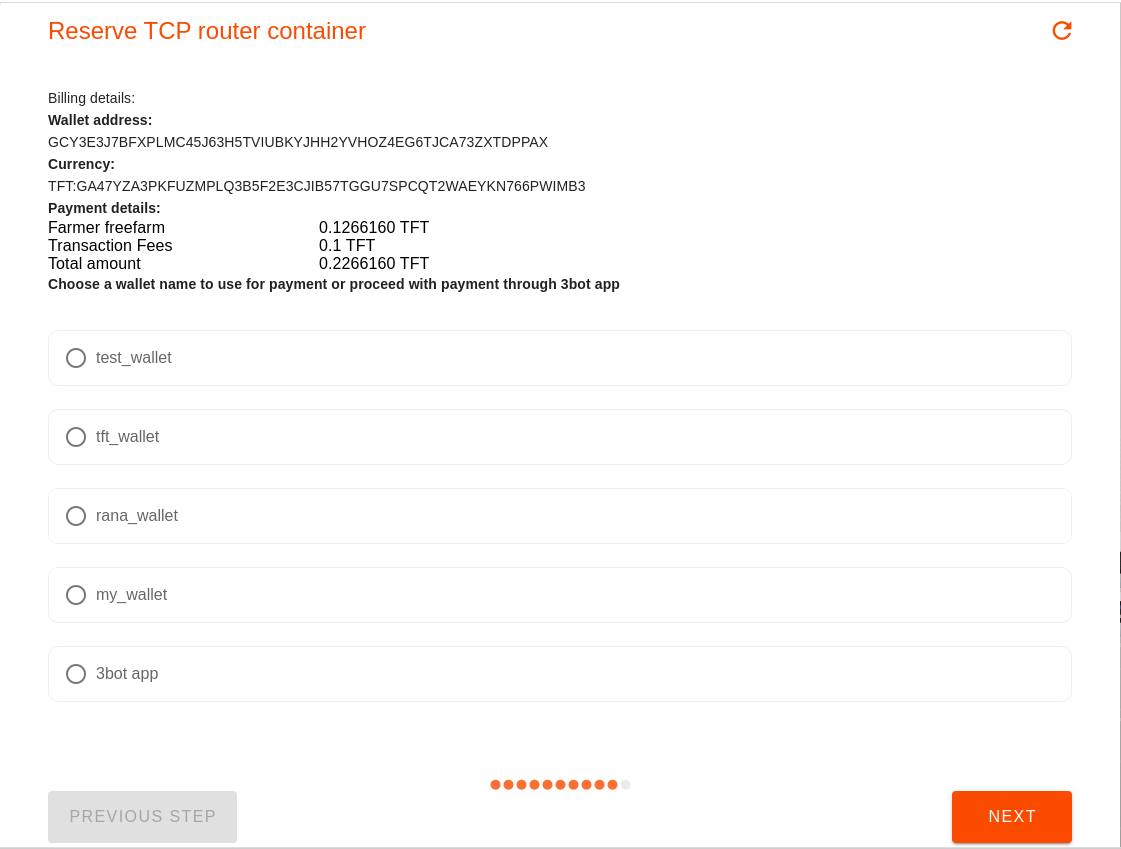 Reserve TCP router container
Billing details:
Wallet address:
GCY3E3J7BFXPLMC45J63H5TVIUBKYJHH2YVHOZ4EG6TJCA73ZXTDPPAX
Currency:
TFT:GA47YZA3PKFUZMPLQ3B5F2E3CJIB57TGGU7SPCQT2WAEYKN766PWIMB3
Payment details:
Farmer freefarm 0.1266160 TFT
Transaction Fees 0.1 TFT
Total amount 0.2266160 TFT
Choose a wallet name to use for payment or proceed with payment through 3bot app
test_wallet
tft_wallet
rana_wallet
my_wallet
3bot app
PREVIOUS STEP
NEXT